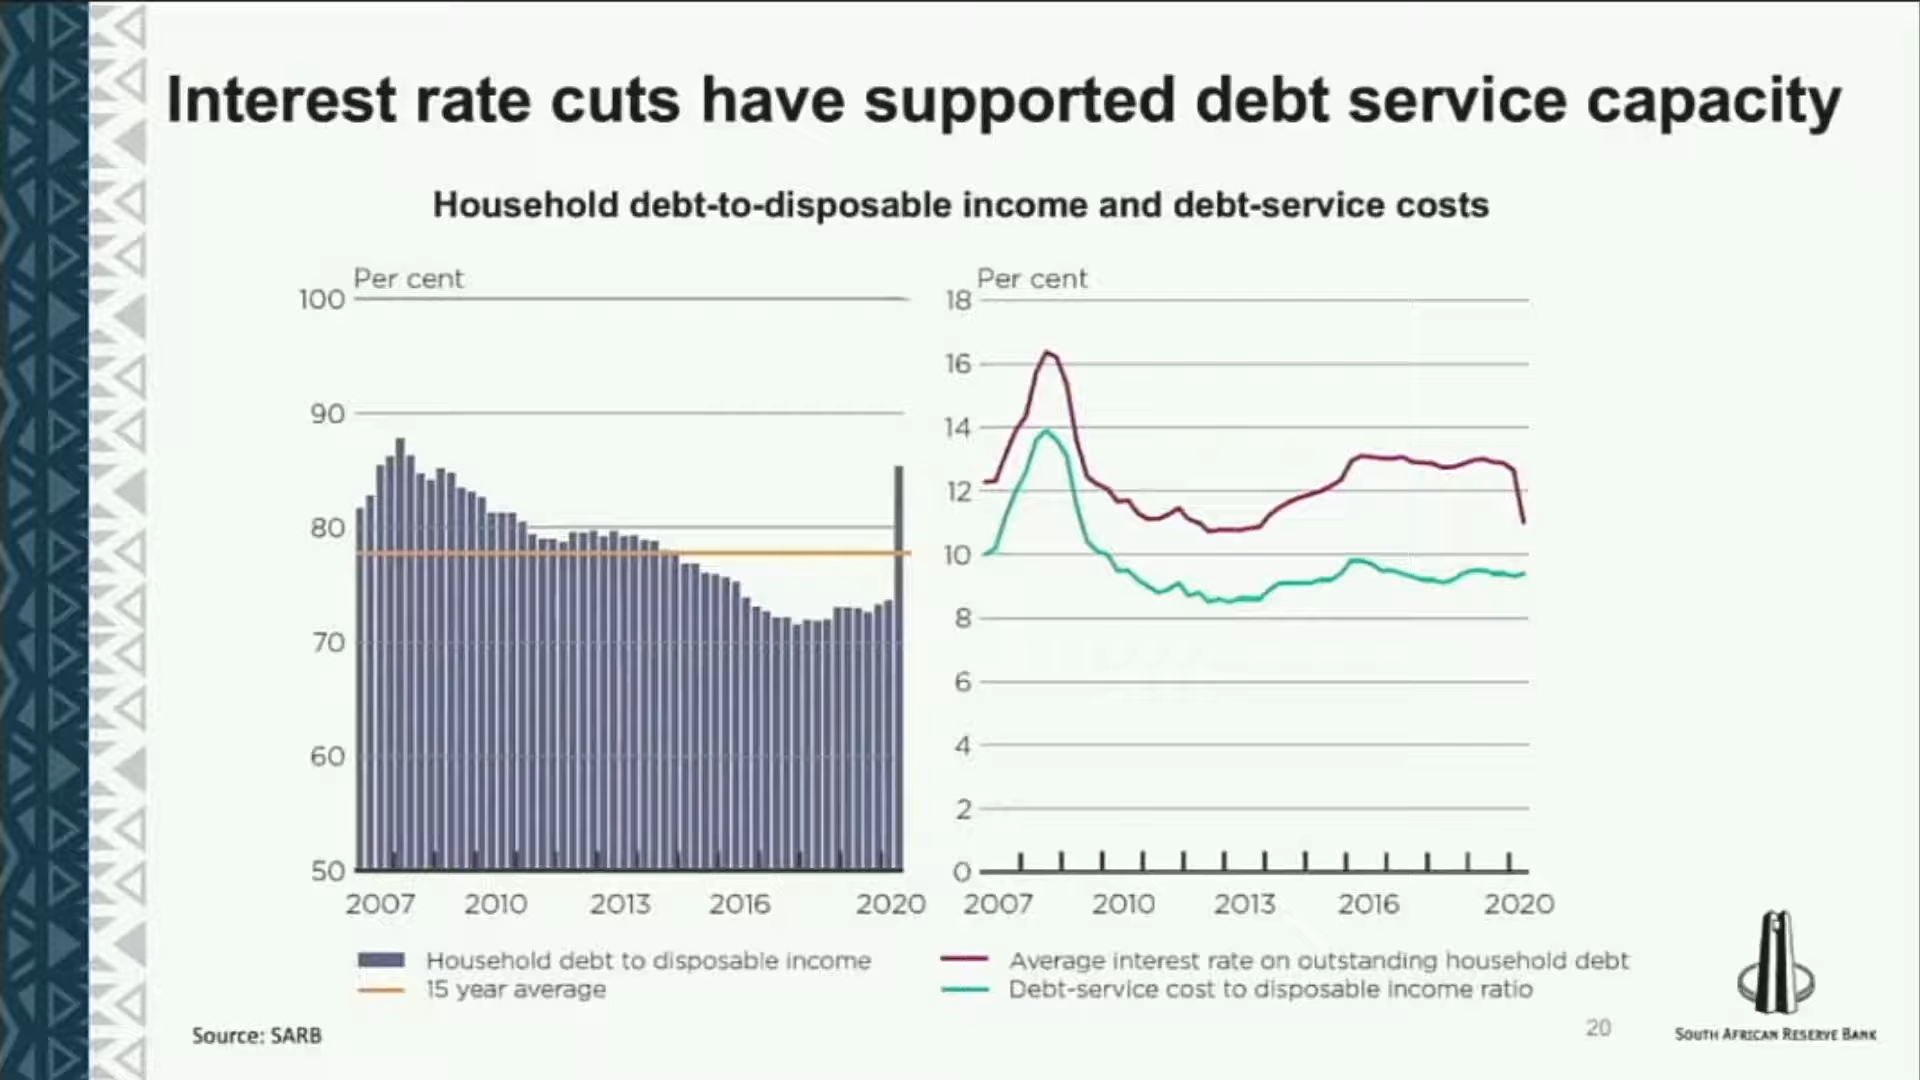 Interest rate cuts have supported debt service capacity
Household debt-to-disposable income and debt-service costs
Per cent
100
90
80
70
60
50
2007 2010 2013 2016 2020
Household debt to disposable income
15 year average
Per cent
18
16
14
12
10
8
6
4
2
0
2007 2010 2013 2016 2020
Average interest rate on outstanding household debt
Debt-service cost to disposable income ratio
Source: SARB
20
SOUTH AFRICAN RESERVE BANK